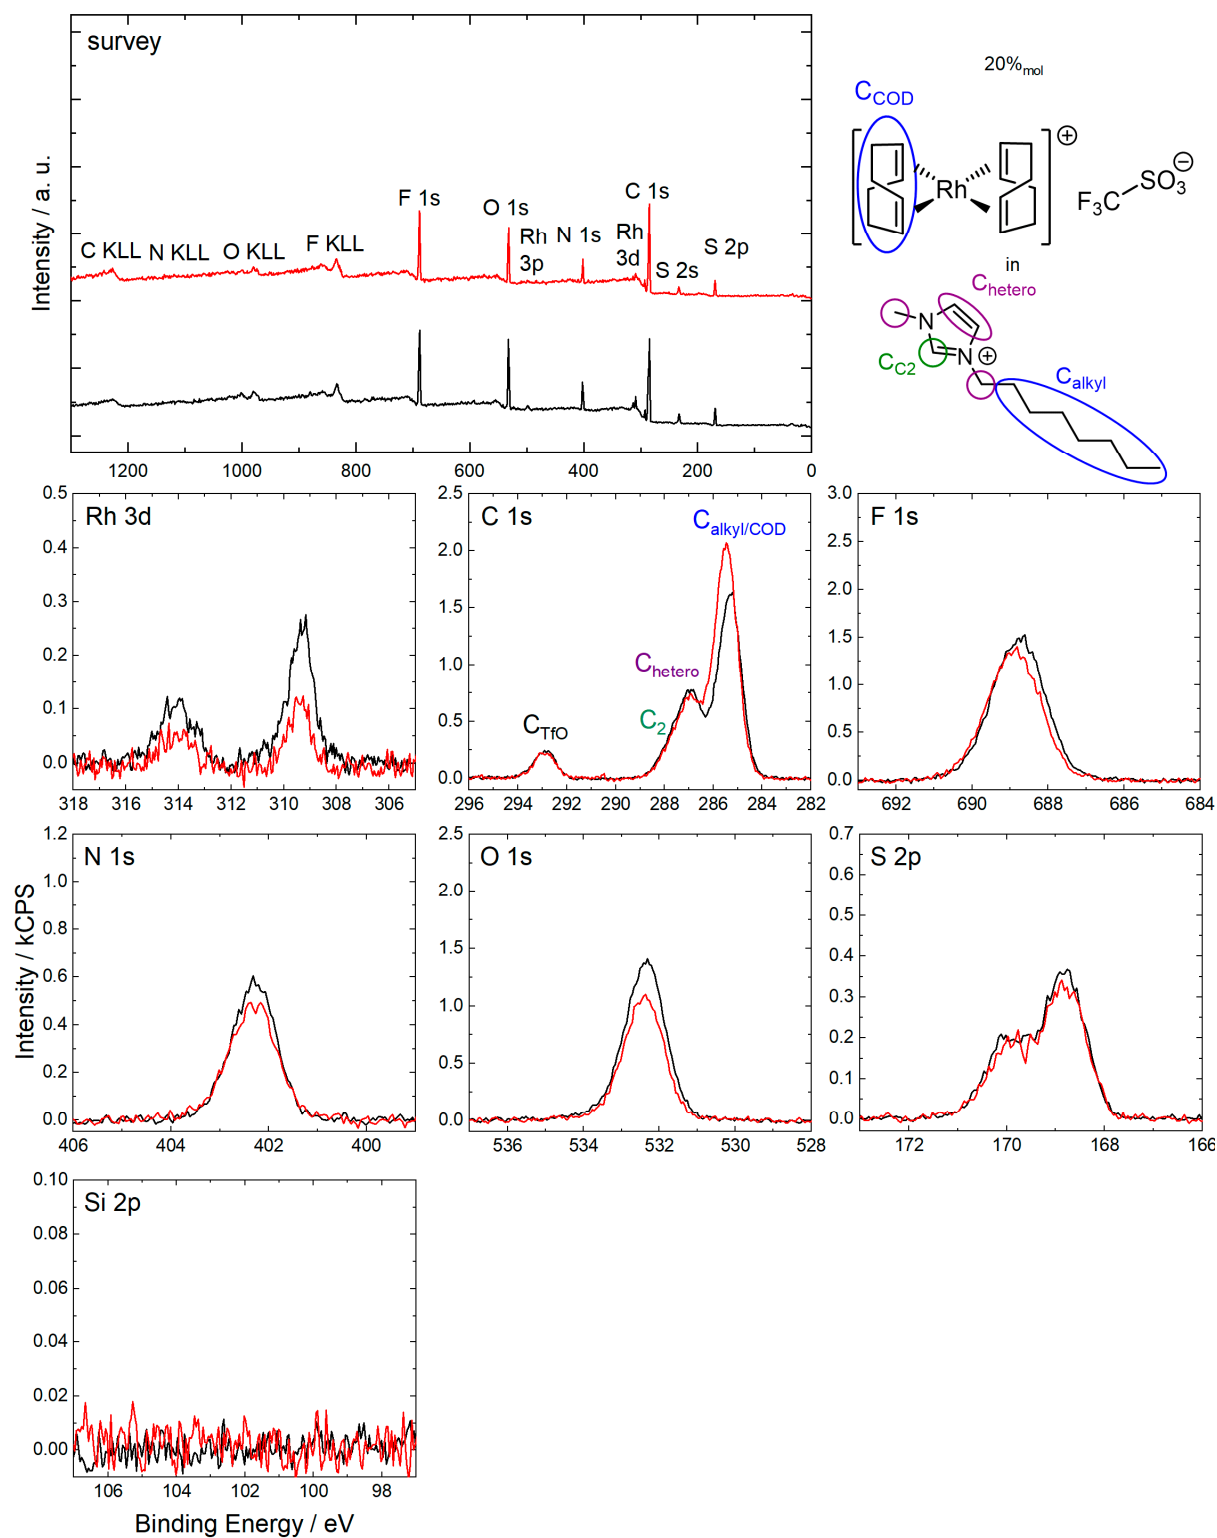 survey
Intensity / a. u.
C KLL
N KLL
O KLL
F KLL
F 1s
O 1s
Rh
3p
N 1s
Rh
3d
C 1s
S 2s
S 2p
1200 1000 800 600 400 200 0
20%mol
CCOD
[Rh]⊕
F3C SO3⊖
in
Chetero
N
N⊕
CC2
Calkyl
Rh 3d
0.5
0.4
0.3
0.2
0.1
0.0
318 316 314 312 310 308 306
C 1s
Calkyl/COD
Chetero
C2
CTfO
2.5
2.0
1.5
1.0
0.5
0.0
296 294 292 290 288 286 284 282
F 1s
3.0
2.5
2.0
1.5
1.0
0.5
0.0
692 690 688 686 684
Intensity / kCPS
N 1s
1.2
1.0
0.8
0.6
0.4
0.2
0.0
406 404 402 400
O 1s
2.5
2.0
1.5
1.0
0.5
0.0
536 534 532 530 528
S 2p
0.7
0.6
0.5
0.4
0.3
0.2
0.1
0.0
172 170 168 166
Si 2p
0.10
0.08
0.06
0.04
0.02
0.00
106 104 102 100 98
Binding Energy / eV